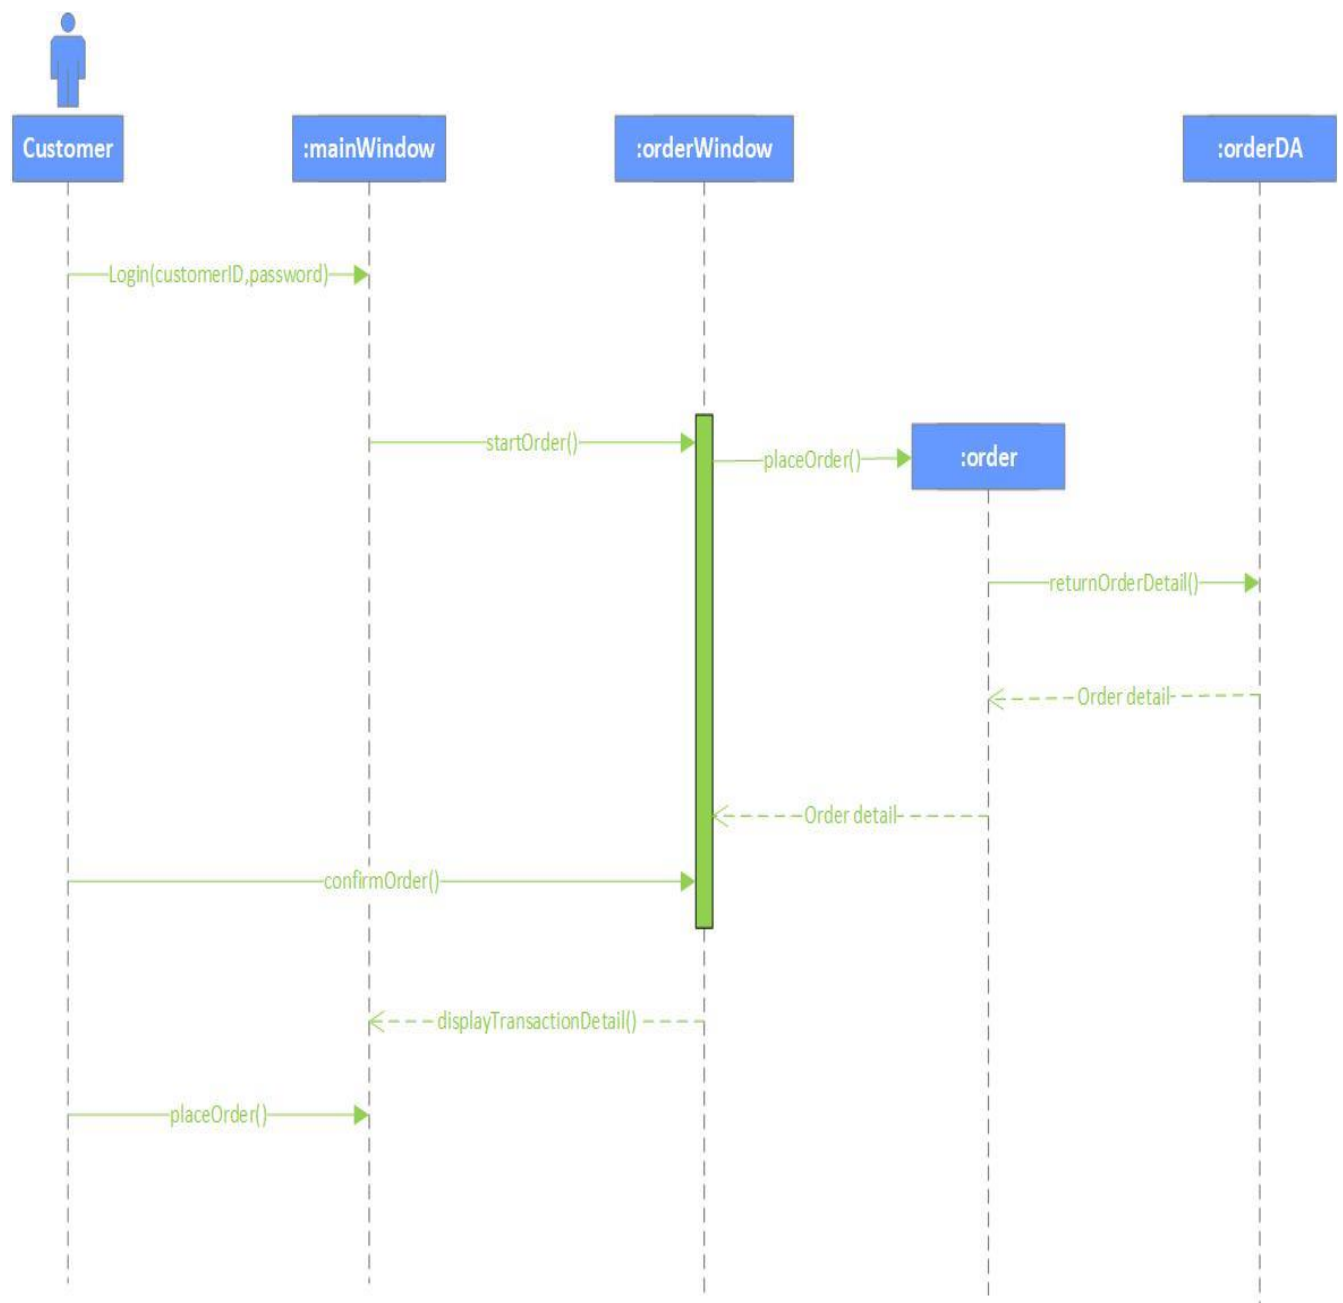 Customer
:mainWindow
:orderWindow
:orderDA
Login(customerID,password)
startOrder()
placeOrder()
:order
returnOrderDetail()
Order detail
Order detail
confirmOrder()
displayTransactionDetail()
placeOrder()